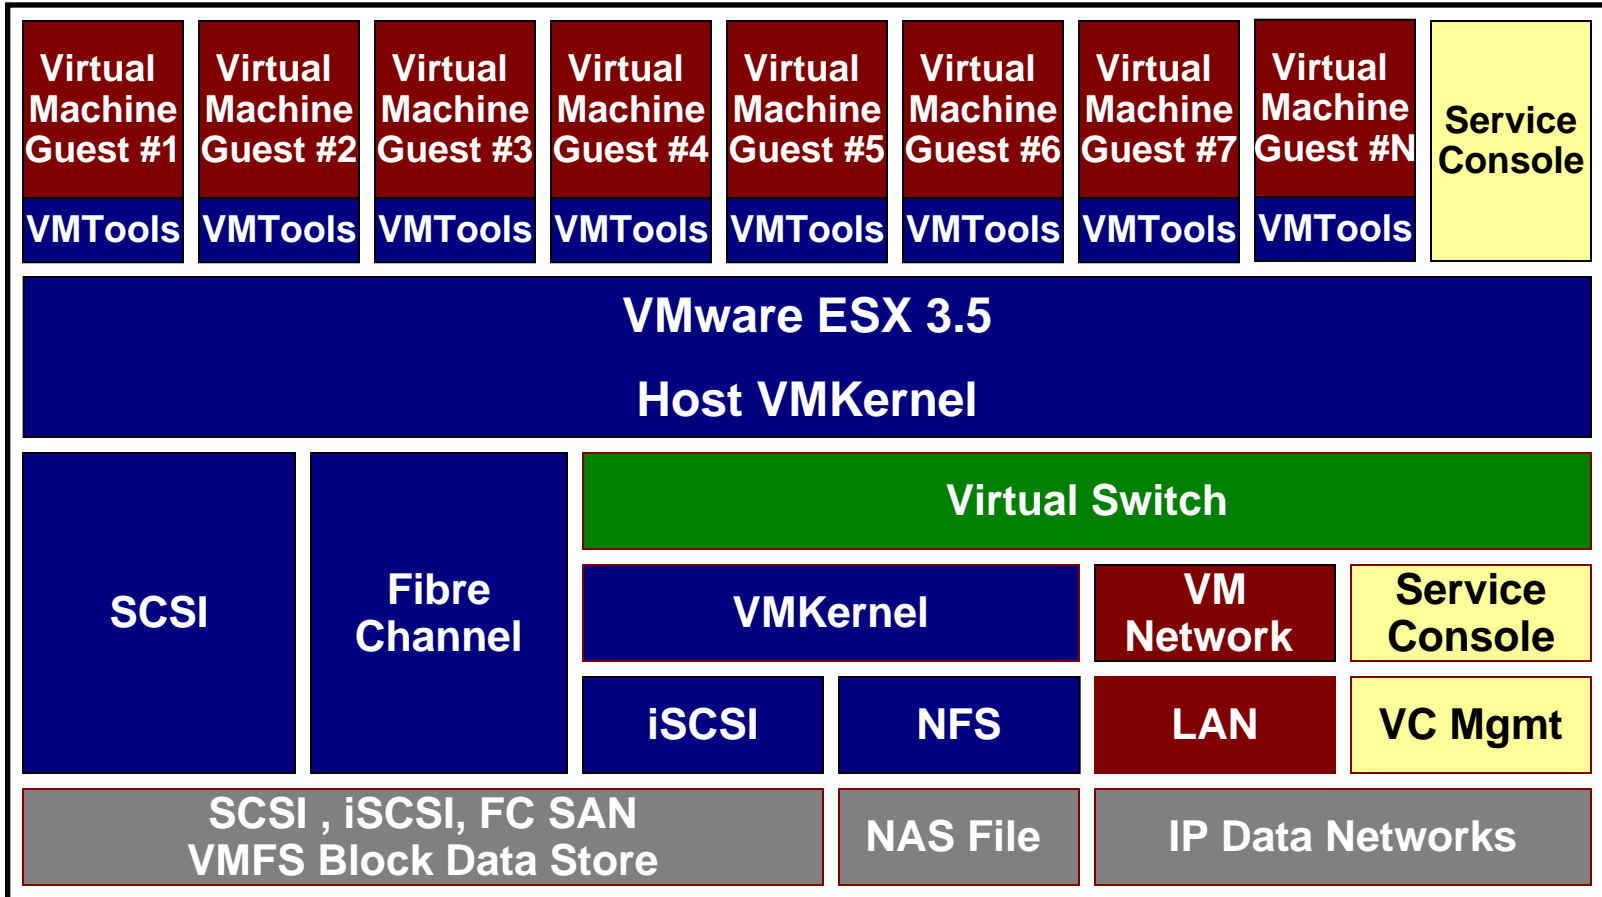 Virtual
Machine
Guest #1
Virtual
Machine
Guest #2
Virtual
Machine
Guest #3
Virtual
Machine
Guest #4
Virtual
Machine
Guest #5
Virtual
Machine
Guest #6
Virtual
Machine
Guest #7
Virtual
Machine
Guest #N
Service
Console
VMTools
VMTools
VMTools
VMTools
VMTools
VMTools
VMTools
VMTools
VMware ESX 3.5
Host VMKernel
SCSI
Fibre
Channel
Virtual Switch
VMKernel
VM
Network
Service
Console
iSCSI
NFS
LAN
VC Mgmt
SCSI , iSCSI, FC SAN
VMFS Block Data Store
NAS File
IP Data Networks